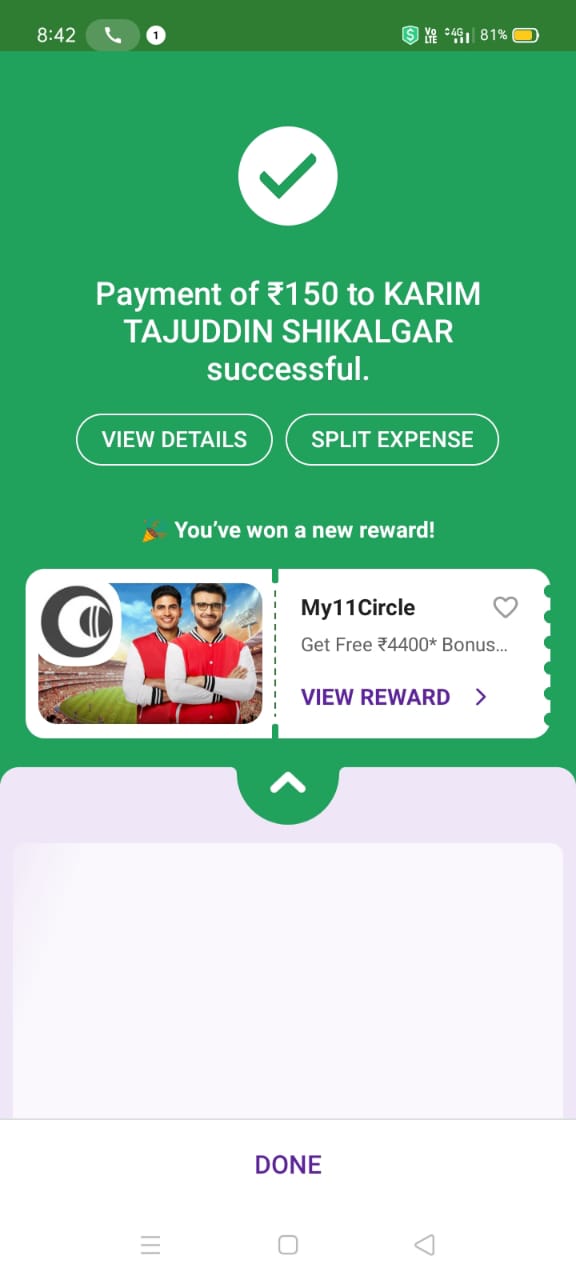 8:42 1 Vo LTE 4G 81%
Payment of ₹150 to KARIM
TAJUDDIN SHIKALGAR
successful.
VIEW DETAILS SPLIT EXPENSE
🎉 You’ve won a new reward!
My11Circle
Get Free ₹4400* Bonus...
VIEW REWARD
DONE